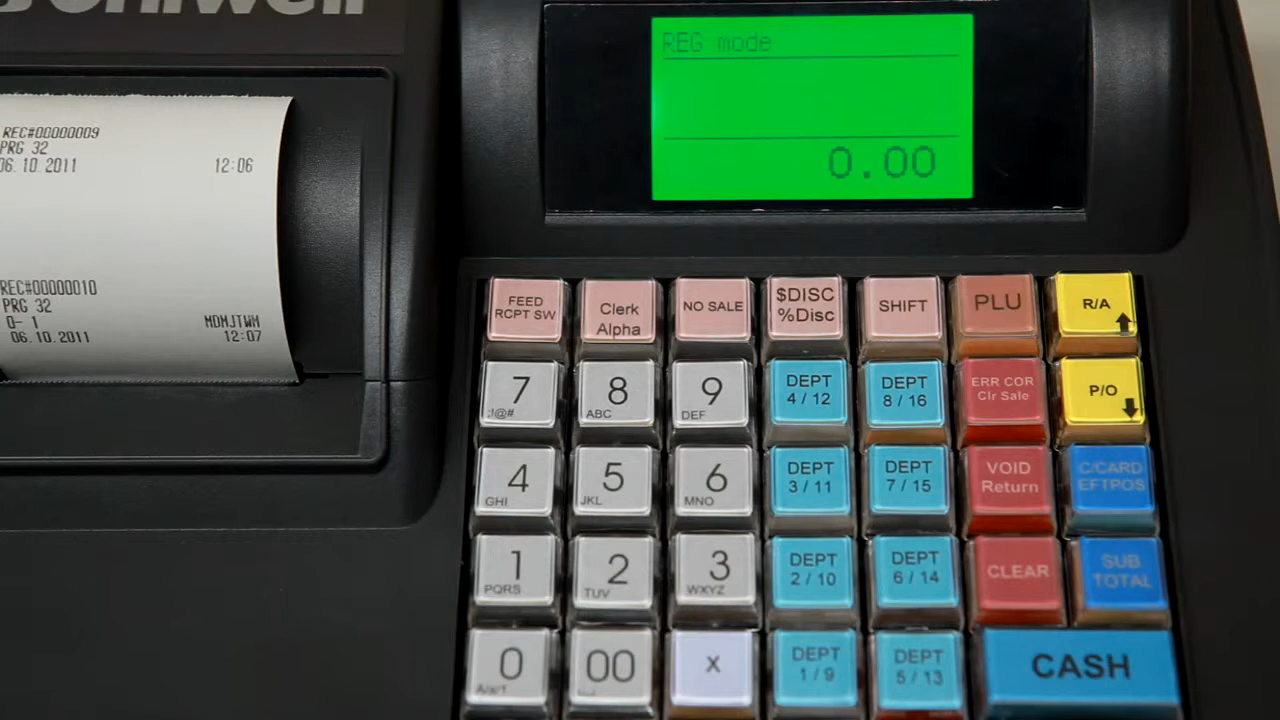 REG mode
0.00
REC#00000009
PRG 32
06.10.2011 12:06
REC#00000010
PRG 32
0- 1 MDMJTWM
06.10.2011 12:07
FEED
RCPT SW
Clerk
Alpha
NO SALE
$DISC
%Disc
SHIFT
PLU
R/A
7
:!@#
8
ABC
9
DEF
DEPT
4 / 12
DEPT
8 / 16
ERR COR
Clr Sale
P/O
4
GHI
5
JKL
6
MNO
DEPT
3 / 11
DEPT
7 / 15
VOID
Return
C/CARD
EFTPOS
1
PQRS
2
TUV
3
WXYZ
DEPT
2 / 10
DEPT
6 / 14
CLEAR
SUB
TOTAL
0
A/a/1
00
X
DEPT
1 / 9
DEPT
5 / 13
CASH